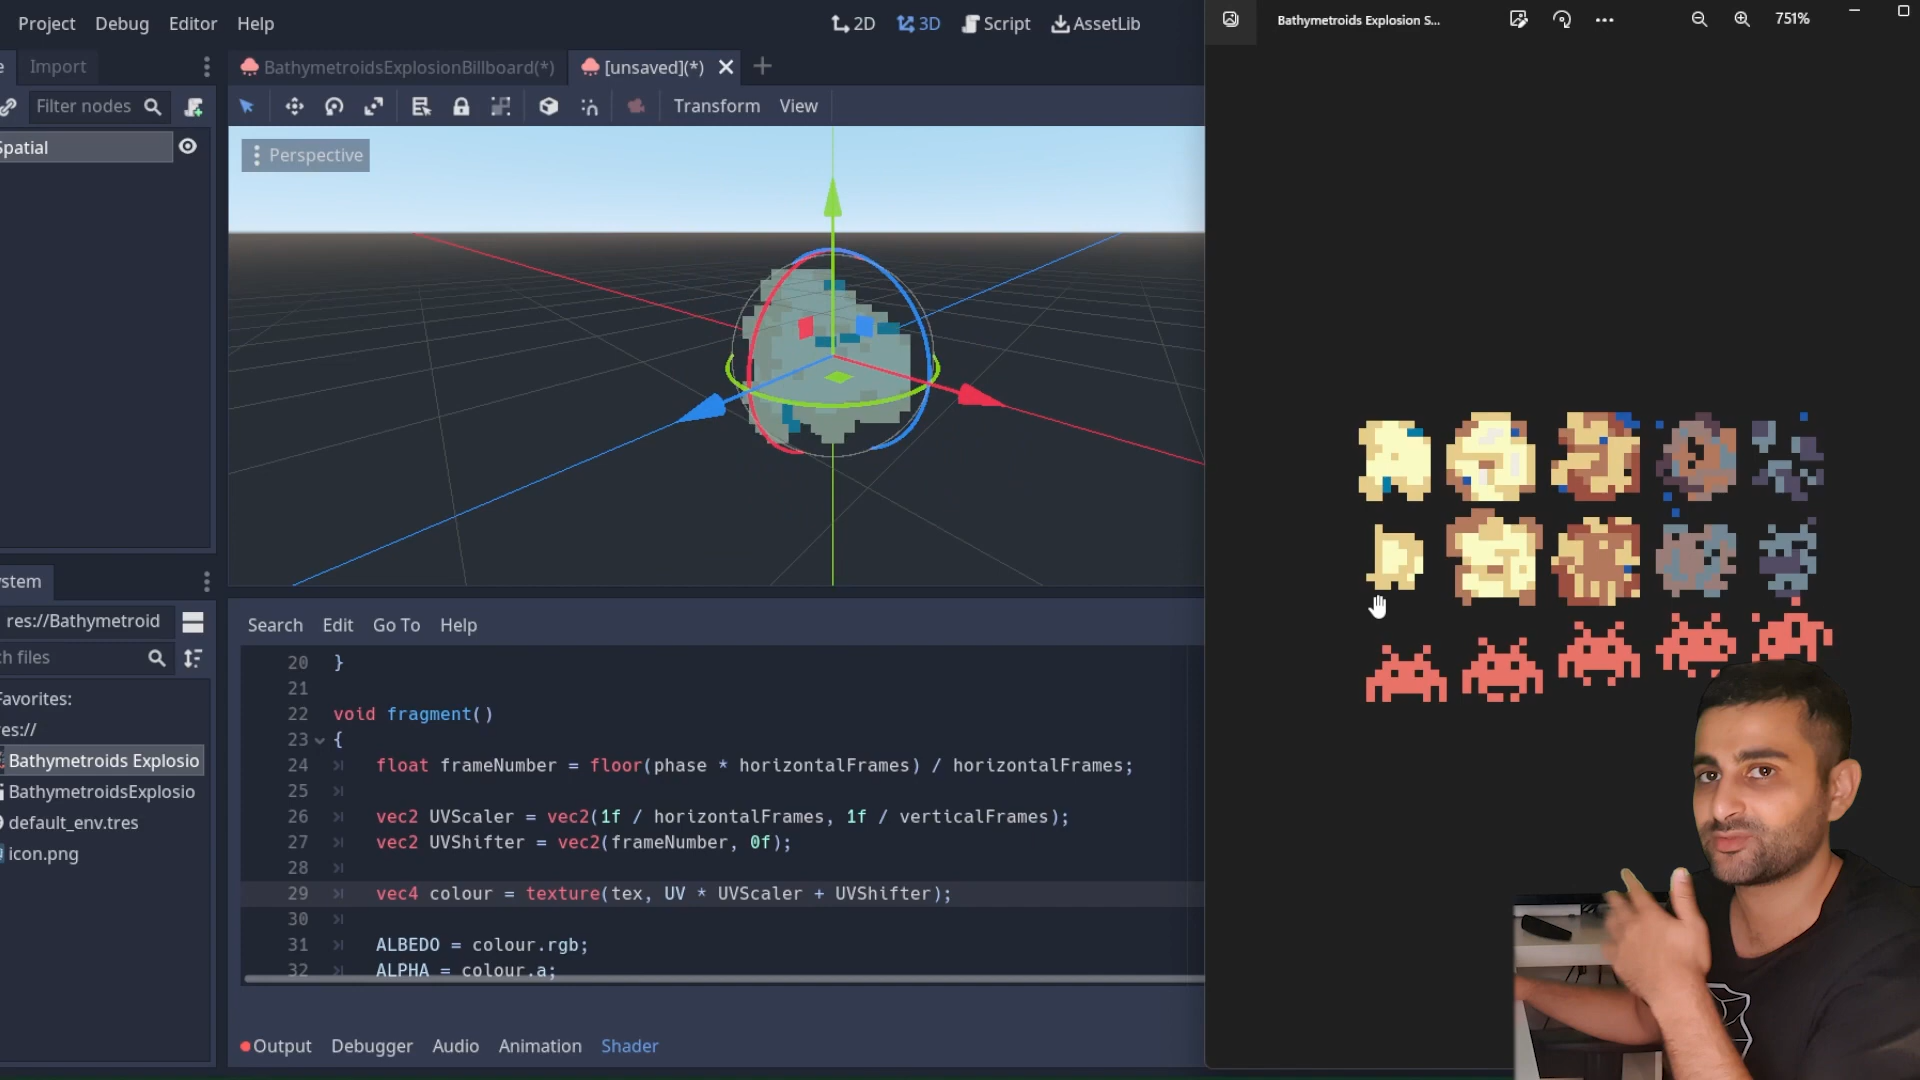 Project Debug Editor Help
2D 3D Script AssetLib
Import
BathymetroidsExplosionBillboard(*)
[unsaved](*)
Filter nodes
Transform View
Spatial
Perspective
Bathymetroids Explosion S...
751%
stem
res://Bathymetroid
h files
Favorites:
es://
Bathymetroids Explosio
BathymetroidsExplosio
default_env.tres
icon.png
Search Edit Go To Help
20 }
21
22 void fragment()
23 {
24 float frameNumber = floor(phase * horizontalFrames) / horizontalFrames;
25
26 vec2 UVScaler = vec2(1f / horizontalFrames, 1f / verticalFrames);
27 vec2 UVShifter = vec2(frameNumber, 0f);
28
29 vec4 colour = texture(tex, UV * UVScaler + UVShifter);
30
31 ALBEDO = colour.rgb;
32 ALPHA = colour.a;
Output Debugger Audio Animation Shader